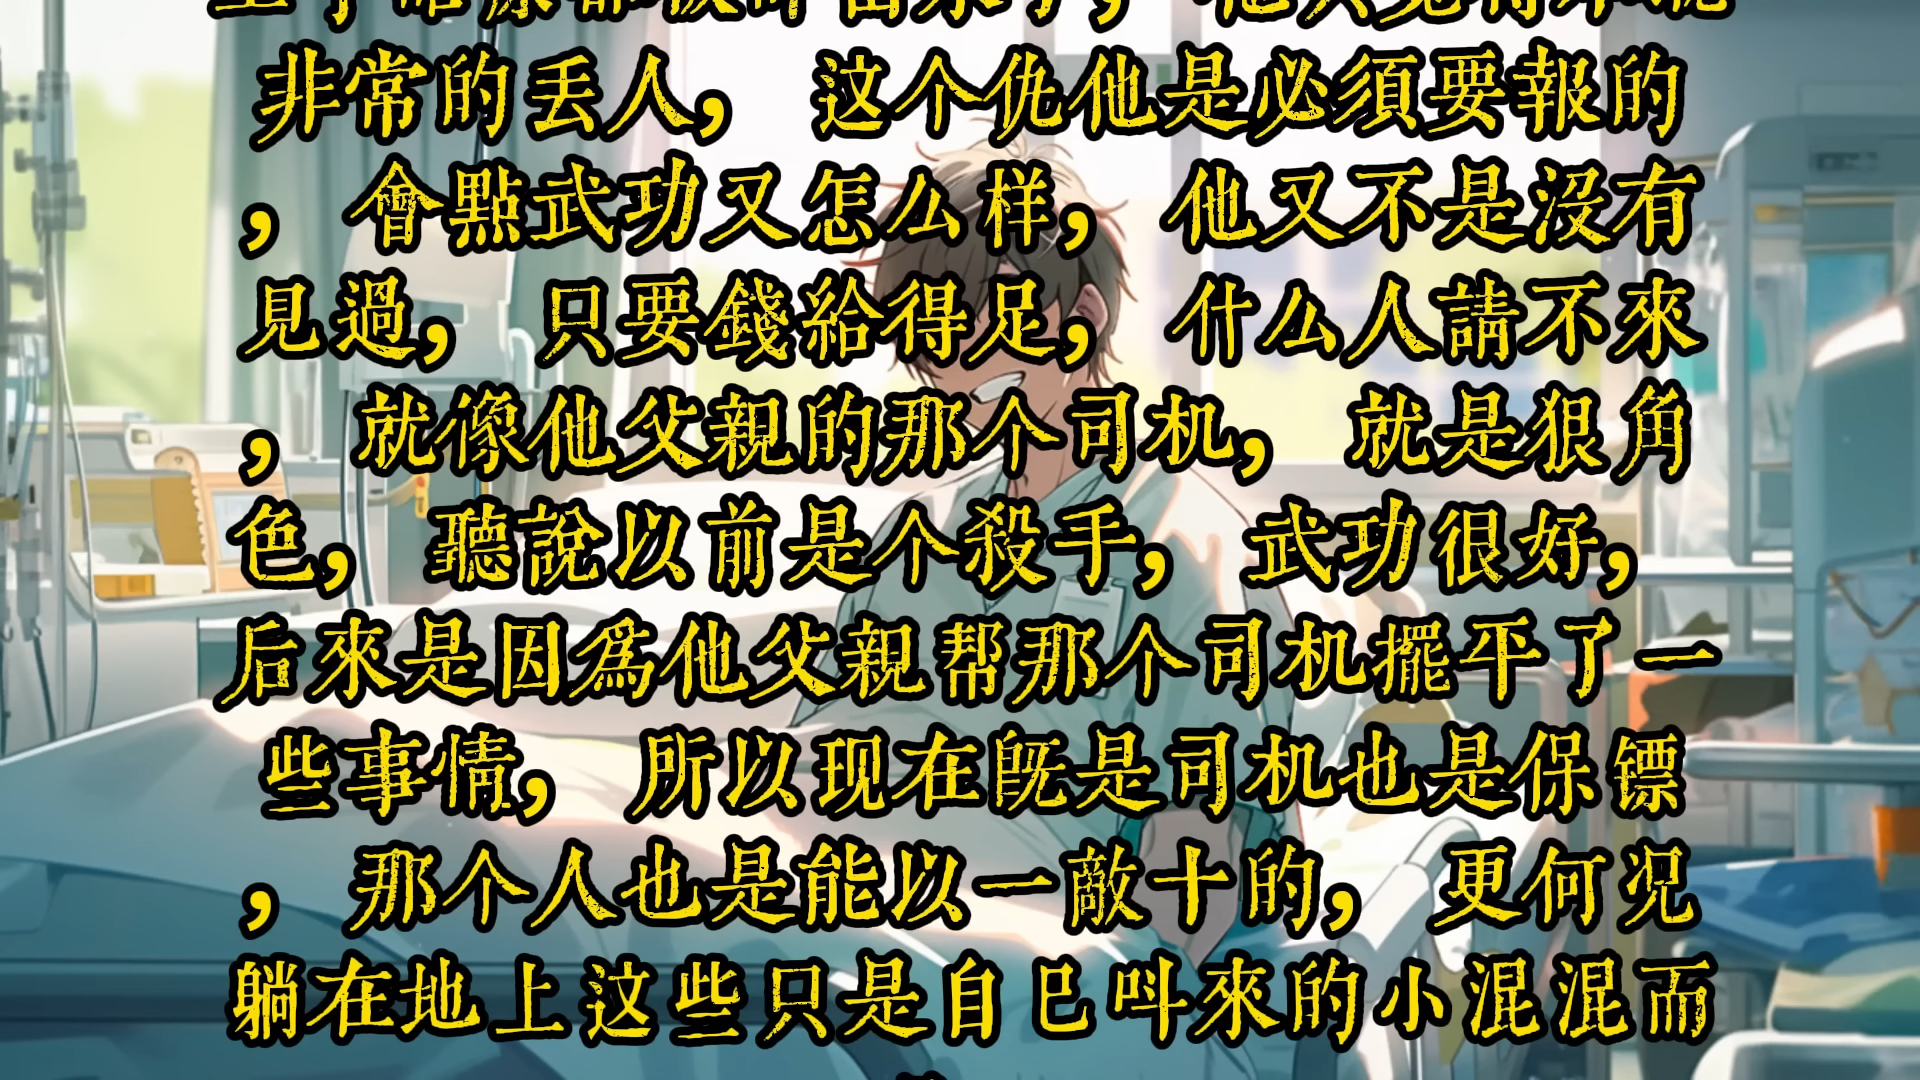 非常的丢人， 这个仇他是必須要報的
， 會點武功又怎么样， 他又不是沒有
見過， 只要錢給得足， 什么人請不來
， 就像他父親的那个司机， 就是狠角
色， 聽說以前是个殺手， 武功很好，
后來是因為他父親帮那个司机擺平了一
些事情， 所以现在既是司机也是保镖
， 那个人也是能以一敵十的， 更何况
躺在地上这些只是自已呌來的小混混而